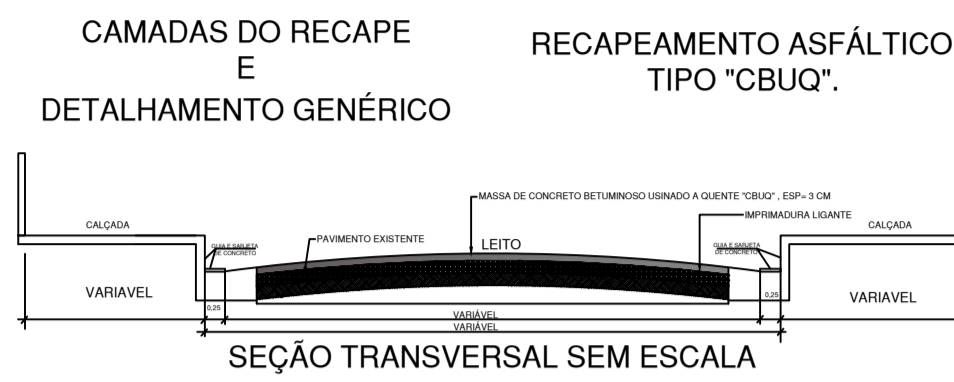 CAMADAS DO RECAPE
E
DETALHAMENTO GENÉRICO
RECAPEAMENTO ASFÁLTICO
TIPO "CBUQ".
MASSA DE CONCRETO BETUMINOSO USINADO A QUENTE "CBUQ" , ESP= 3 CM
IMPRIMADURA LIGANTE
CALÇADA
CALÇADA
PAVIMENTO EXISTENTE
LEITO
GUIA E SARJETA
DE CONCRETO
GUIA E SARJETA
DE CONCRETO
VARIAVEL
0,25
0,25
VARIAVEL
VARIÁVEL
VARIÁVEL
SEÇÃO TRANSVERSAL SEM ESCALA